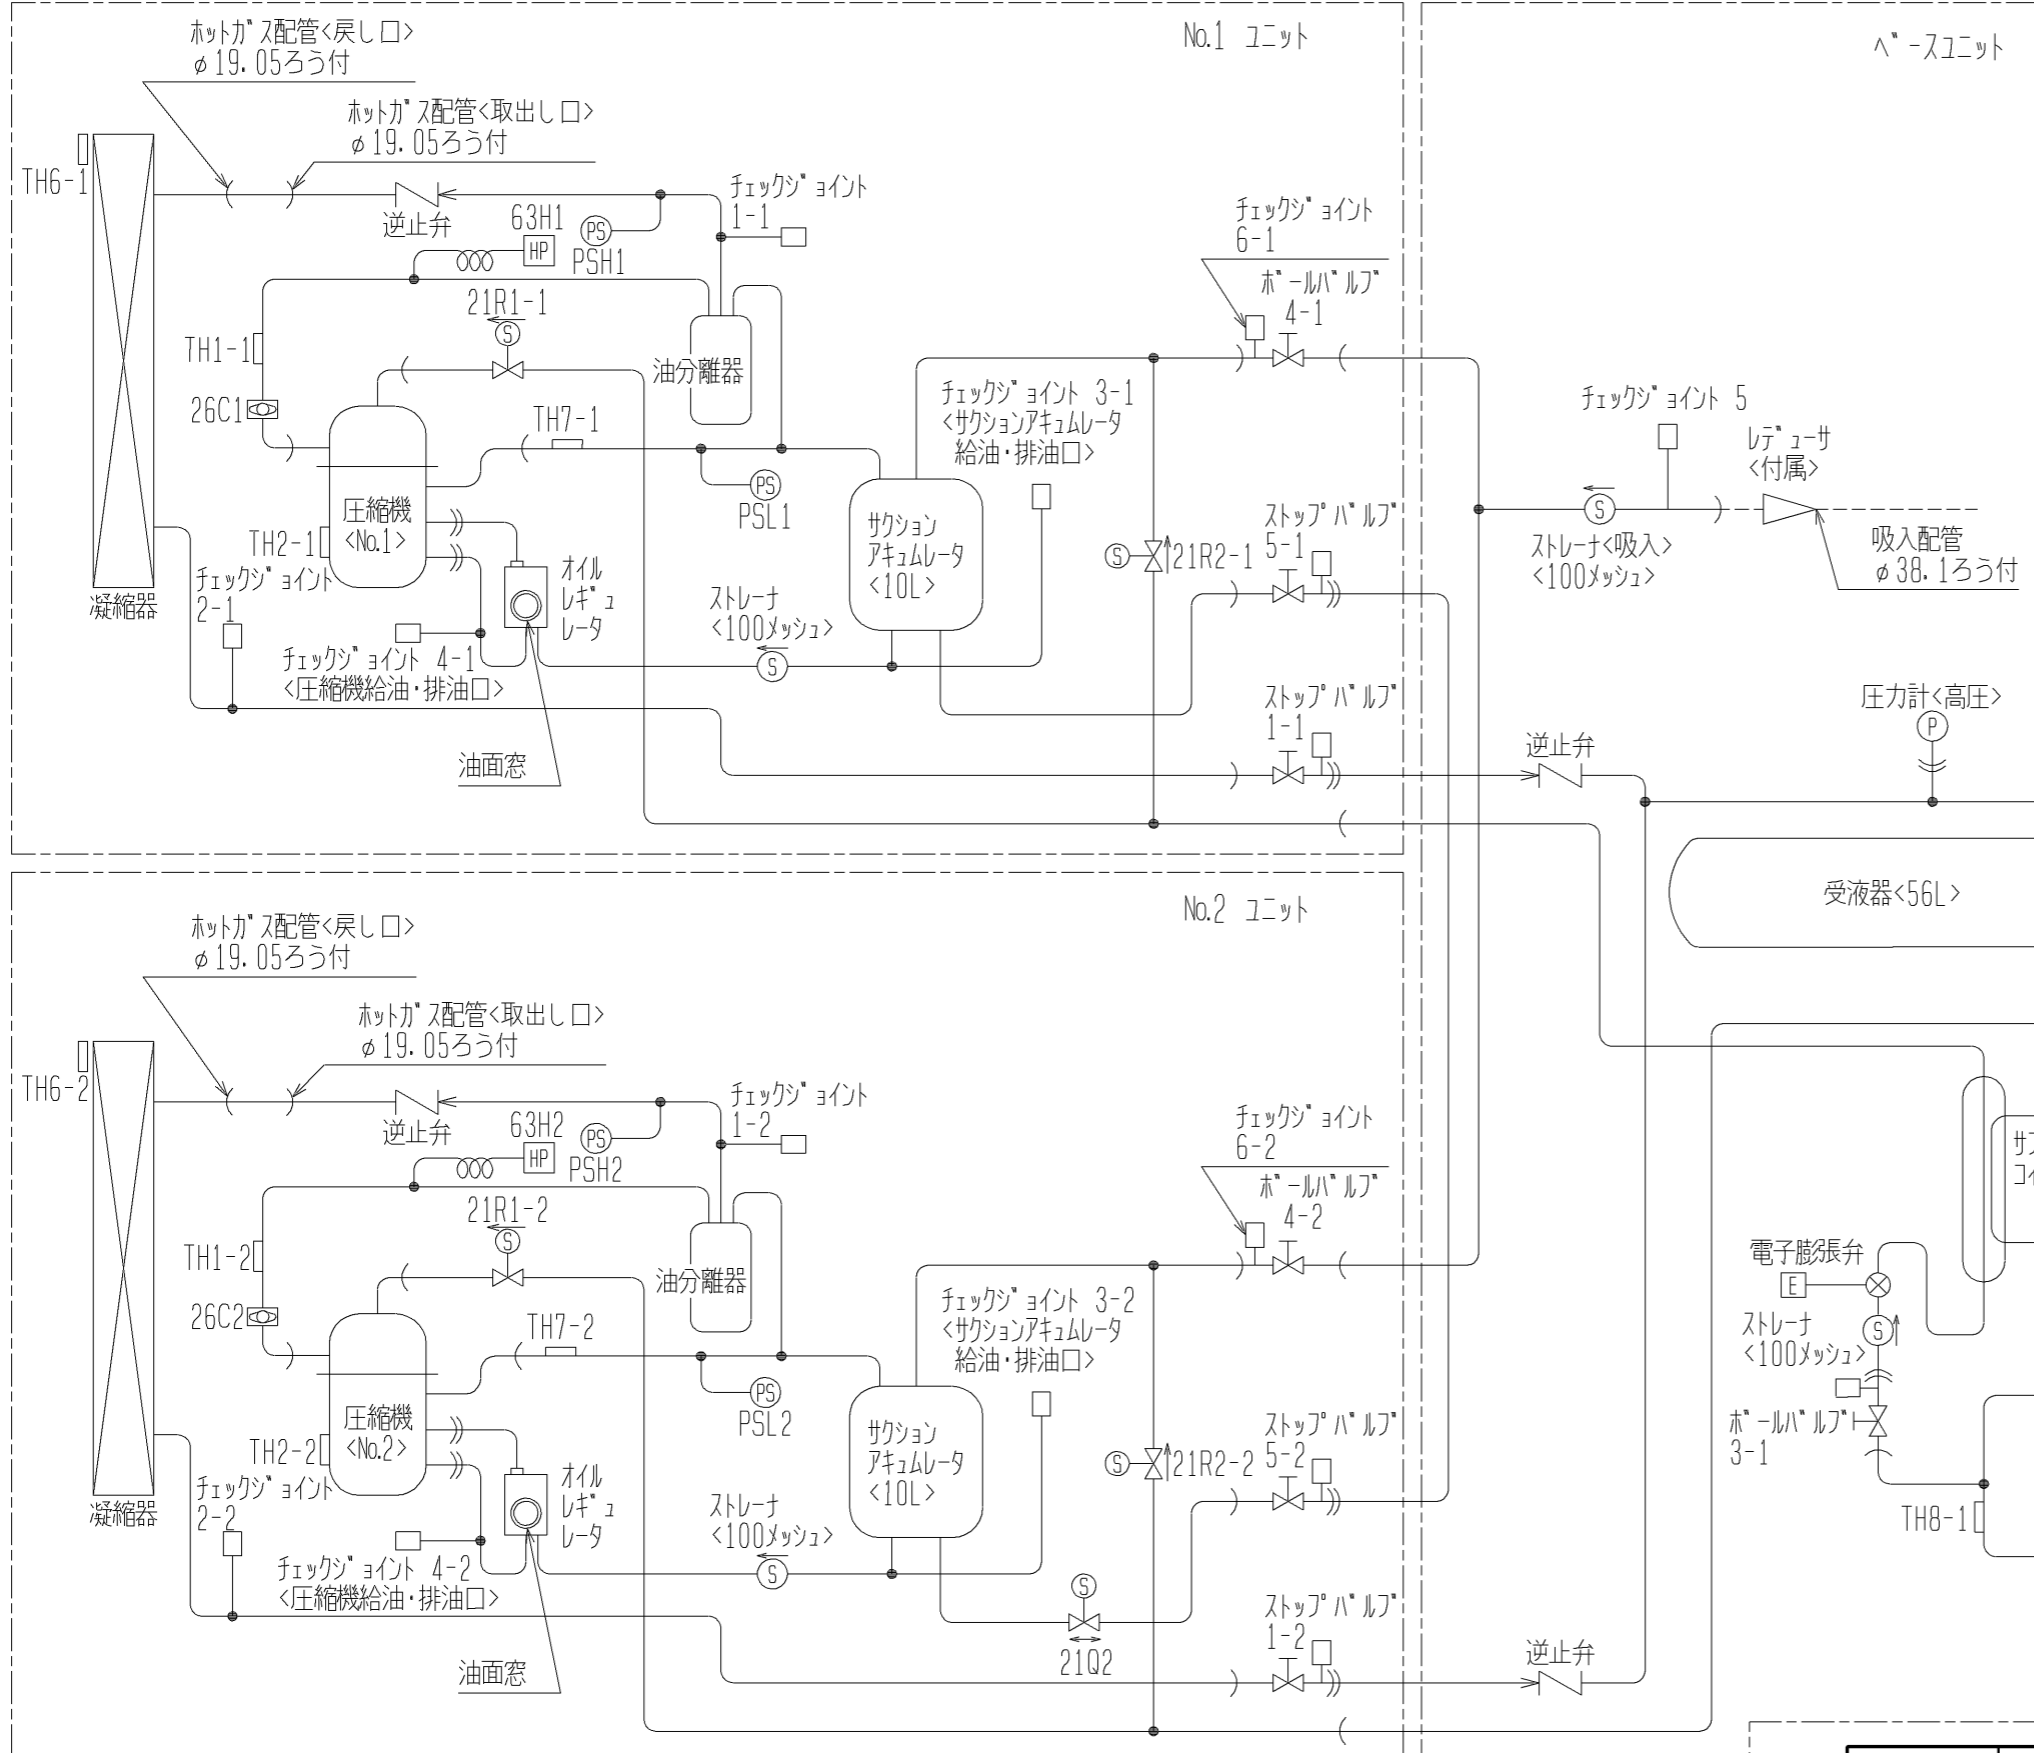 No.1 ユニット
ベースユニット
ホットガス配管<戻し口>
φ19.05ろう付
ホットガス配管<取出し口>
φ19.05ろう付
TH6-1
逆止弁
63H1
HP
PS
PSH1
チェックジョイント
1-1
チェックジョイント
6-1
ボールバルブ
4-1
21R1-1
S
TH1-1
油分離器
26C1
TH7-1
チェックジョイント 3-1
<サクションアキュムレータ
給油・排油口>
チェックジョイント 5
レデューサ
<付属>
圧縮機
<No.1>
PS
PSL1
サクション
アキュムレータ
<10L>
ストップバルブ
5-1
S
ストレーナ<吸入>
<100メッシュ>
吸入配管
φ38.1ろう付
TH2-1
S
21R2-1
チェックジョイント
2-1
凝縮器
オイル
レギュ
レータ
ストレーナ
<100メッシュ>
S
チェックジョイント 4-1
<圧縮機給油・排油口>
ストップバルブ
1-1
圧力計<高圧>
P
逆止弁
油面窓
受液器<56L>
No.2 ユニット
ホットガス配管<戻し口>
φ19.05ろう付
ホットガス配管<取出し口>
φ19.05ろう付
TH6-2
逆止弁
63H2
HP
PS
PSH2
チェックジョイント
1-2
チェックジョイント
6-2
ボールバルブ
4-2
21R1-2
S
TH1-2
油分離器
26C2
TH7-2
チェックジョイント 3-2
<サクションアキュムレータ
給油・排油口>
電子膨張弁
E
ストレーナ
<100メッシュ>
S
圧縮機
<No.2>
PS
PSL2
サクション
アキュムレータ
<10L>
ストップバルブ
5-2
ボールバルブ
3-1
TH2-2
S
21R2-2
チェックジョイント
2-2
凝縮器
オイル
レギュ
レータ
ストレーナ
<100メッシュ>
S
TH8-1
チェックジョイント 4-2
<圧縮機給油・排油口>
S
21Q2
ストップバルブ
1-2
逆止弁
油面窓